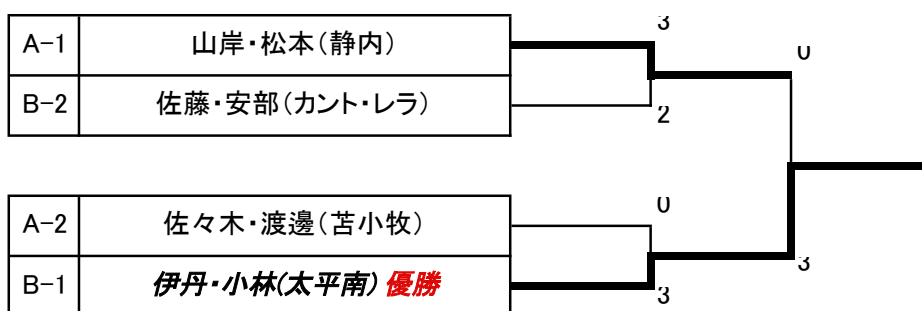 A-1 山岸・松本(静内) 3
0
B-2 佐藤・安部(カント・レラ) 2
A-2 佐々木・渡邊(苫小牧) 0
3
B-1 伊丹・小林(太平南) 優勝 3